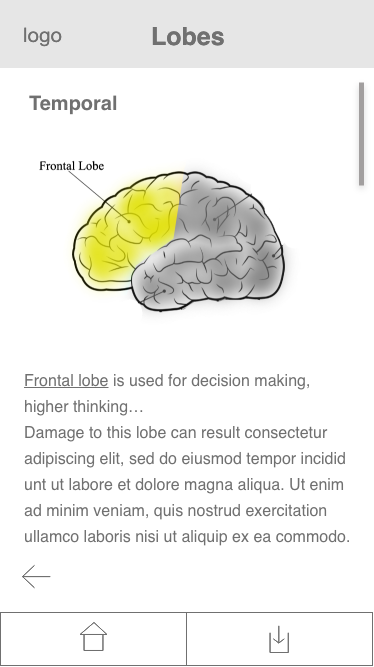 logo
Lobes
Temporal
Frontal Lobe
Frontal lobe is used for decision making,
higher thinking…
Damage to this lobe can result consectetur
adipiscing elit, sed do eiusmod tempor incidid
unt ut labore et dolore magna aliqua. Ut enim
ad minim veniam, quis nostrud exercitation
ullamco laboris nisi ut aliquip ex ea commodo.